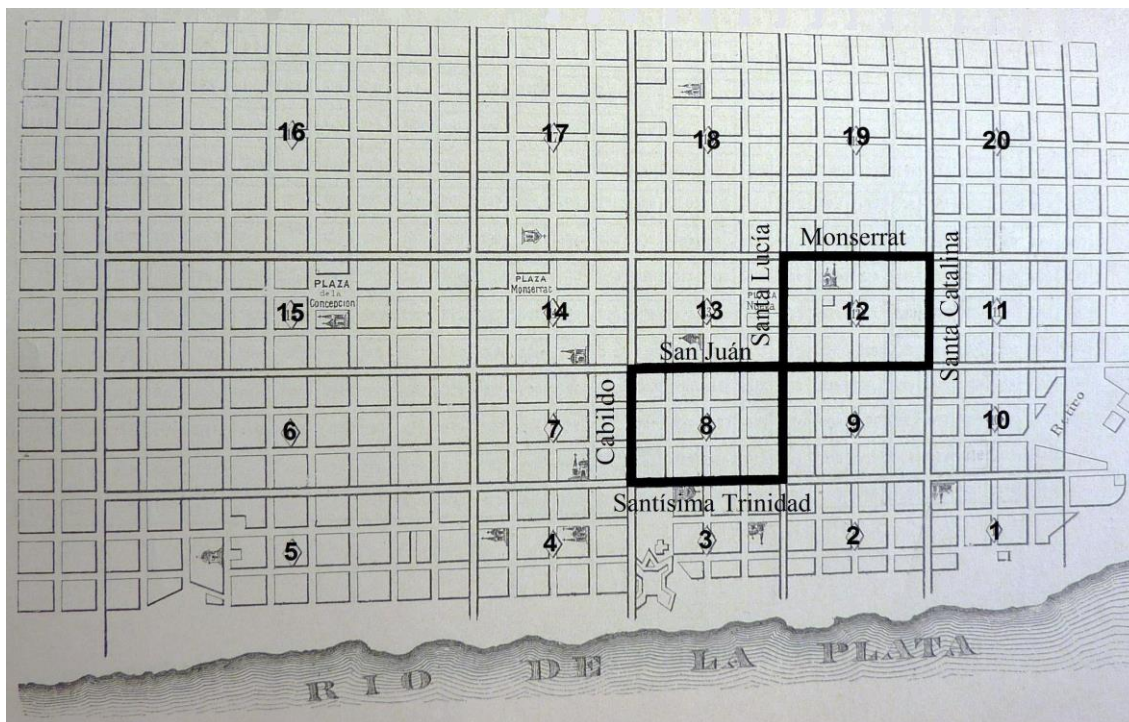 16
17
18
19
20
Santa Lucía
Monserrat
Santa Catalina
PLAZA
de la
Concepción
PLAZA
Monserrat
15
14
13
12
11
San Juán
Cabildo
6
7
8
9
10
Retiro
Santísima Trinidad
5
4
3
2
1
RIO DE LA PLATA